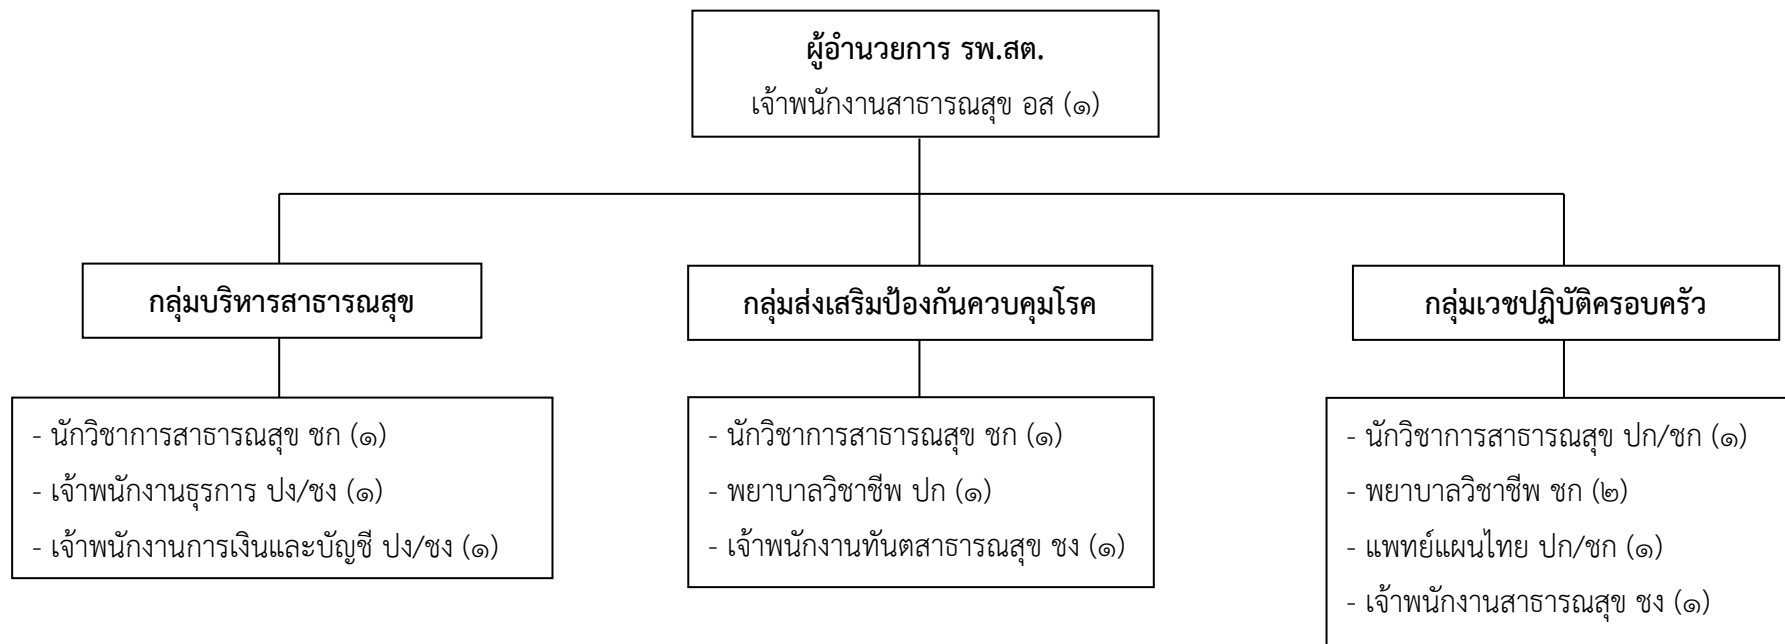 ผู้อำนวยการ รพ.สต.
เจ้าพนักงานสาธารณสุข อส (๑)
กลุ่มบริหารสาธารณสุข
- นักวิชาการสาธารณสุข ชก (๑)
- เจ้าพนักงานธุรการ ปง/ชง (๑)
- เจ้าพนักงานการเงินและบัญชี ปง/ชง (๑)
กลุ่มส่งเสริมป้องกันควบคุมโรค
- นักวิชาการสาธารณสุข ชก (๑)
- พยาบาลวิชาชีพ ปก (๑)
- เจ้าพนักงานทันตสาธารณสุข ชง (๑)
กลุ่มเวชปฏิบัติครอบครัว
- นักวิชาการสาธารณสุข ปก/ชก (๑)
- พยาบาลวิชาชีพ ชก (๒)
- แพทย์แผนไทย ปก/ชก (๑)
- เจ้าพนักงานสาธารณสุข ชง (๑)